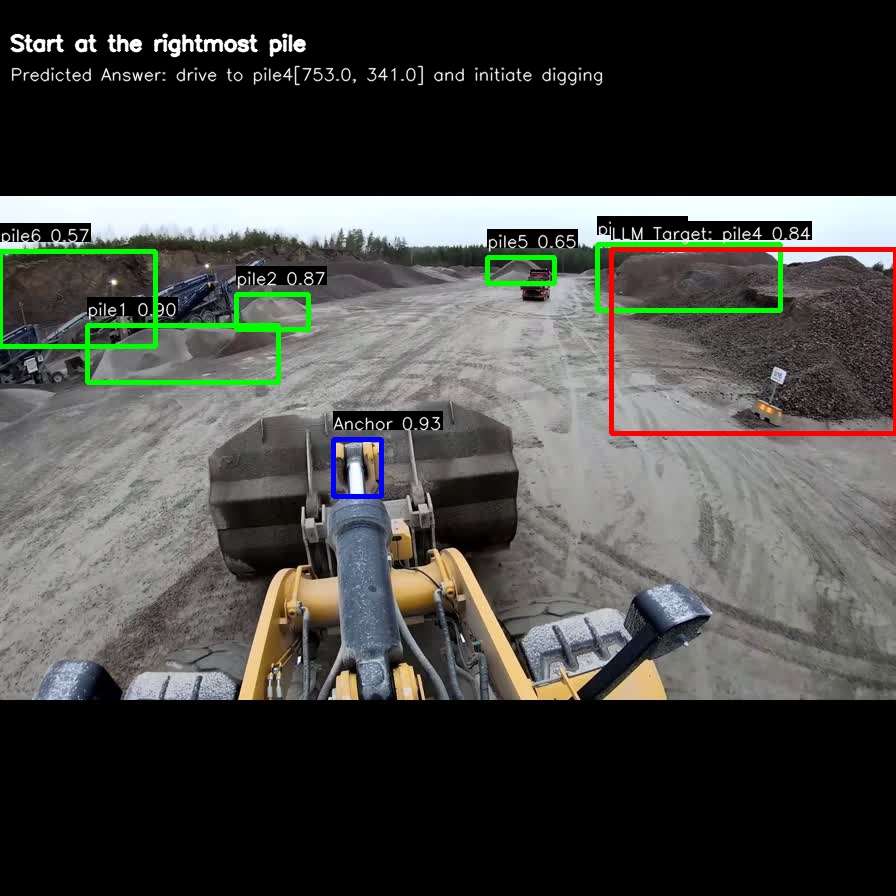 Start at the rightmost pile
Predicted Answer: drive to pile4[753.0, 341.0] and initiate digging
pile6 0.57
pile5 0.65
LLM Target: pile4 0.84
pile2 0.87
pile1 0.90
Anchor 0.93